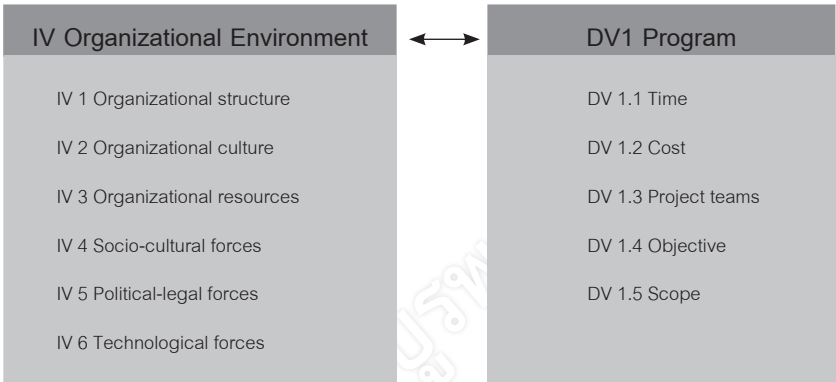 IV Organizational Environment
IV 1 Organizational structure
IV 2 Organizational culture
IV 3 Organizational resources
IV 4 Socio-cultural forces
IV 5 Political-legal forces
IV 6 Technological forces
DV1 Program
DV 1.1 Time
DV 1.2 Cost
DV 1.3 Project teams
DV 1.4 Objective
DV 1.5 Scope